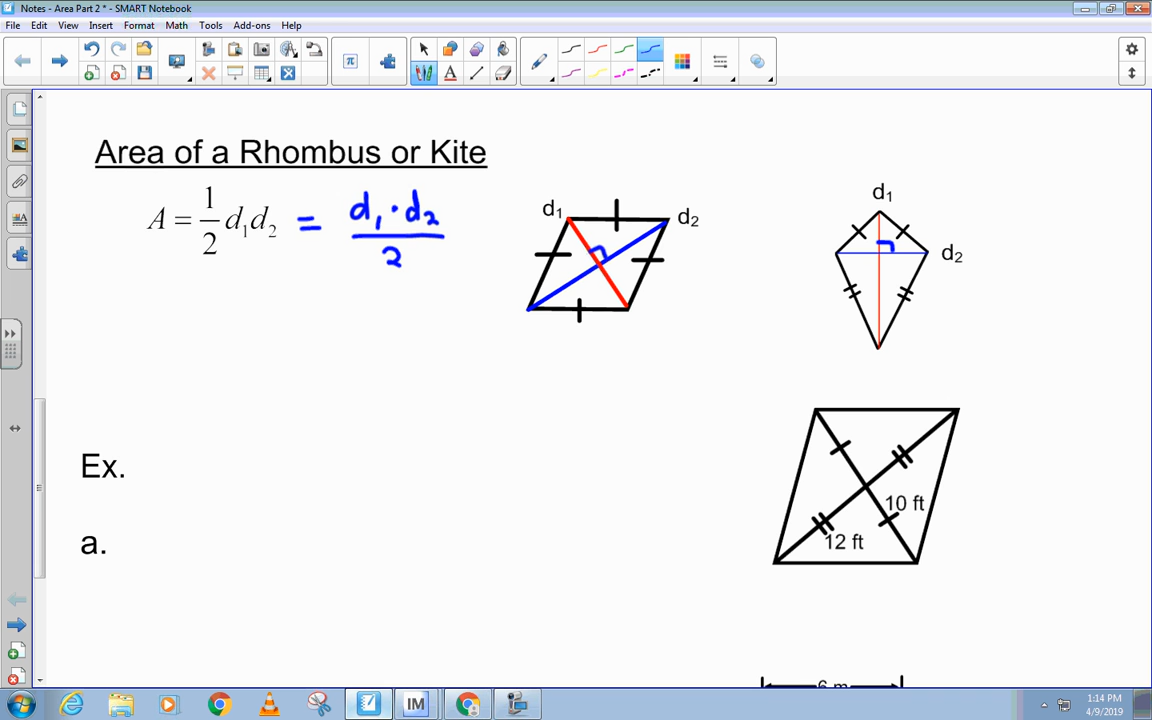 Notes - Area Part 2 * - SMART Notebook
File Edit View Insert Format Math Tools Add-ons Help
Area of a Rhombus or Kite
A = 1/2 d₁d₂ = d₁ · d₂ / 2
d₁
d₂
d₁
d₂
Ex.
a.
10 ft
12 ft
6 m
IM
1:14 PM
4/9/2019